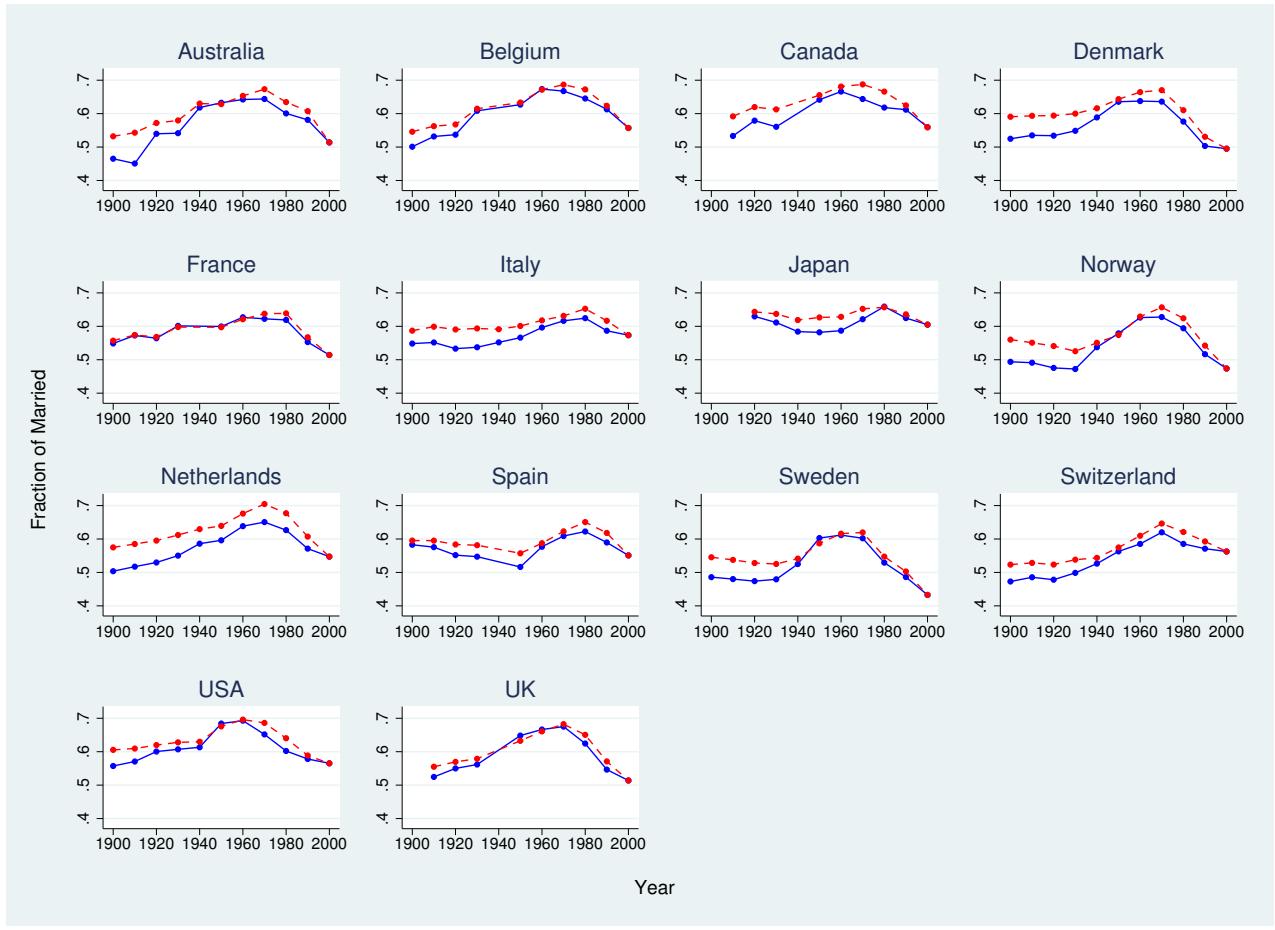 Australia
Belgium
Canada
Denmark
.4 .5 .6 .7
.4 .5 .6 .7
.4 .5 .6 .7
.4 .5 .6 .7
1900 1920 1940 1960 1980 2000
1900 1920 1940 1960 1980 2000
1900 1920 1940 1960 1980 2000
1900 1920 1940 1960 1980 2000
France
Italy
Japan
Norway
.4 .5 .6 .7
.4 .5 .6 .7
.4 .5 .6 .7
.4 .5 .6 .7
1900 1920 1940 1960 1980 2000
1900 1920 1940 1960 1980 2000
1900 1920 1940 1960 1980 2000
1900 1920 1940 1960 1980 2000
Fraction of Married
Netherlands
Spain
Sweden
Switzerland
.4 .5 .6 .7
.4 .5 .6 .7
.4 .5 .6 .7
.4 .5 .6 .7
1900 1920 1940 1960 1980 2000
1900 1920 1940 1960 1980 2000
1900 1920 1940 1960 1980 2000
1900 1920 1940 1960 1980 2000
USA
UK
.4 .5 .6 .7
.4 .5 .6 .7
1900 1920 1940 1960 1980 2000
1900 1920 1940 1960 1980 2000
Year